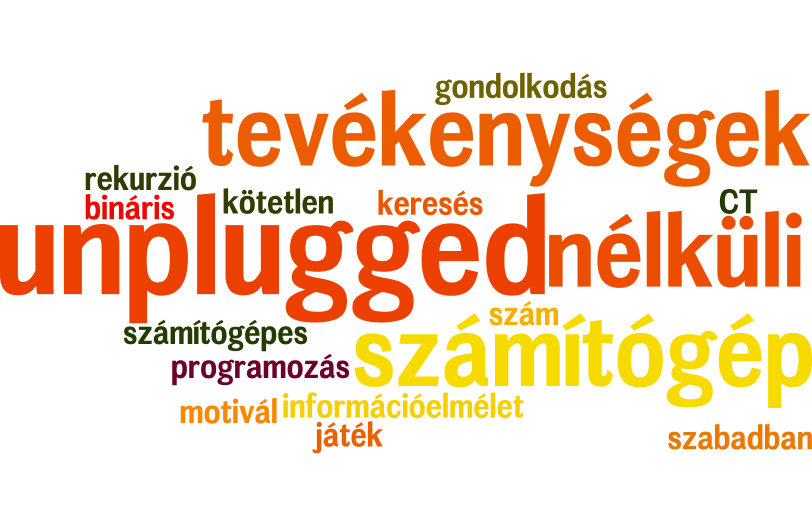 gondolkodás
tevékenységek
rekurzió
bináris
kötetlen
keresés
CT
unplugged
nélküli
szám
számítógépes
számítógép
programozás
motivál
információelmélet
játék
szabadban